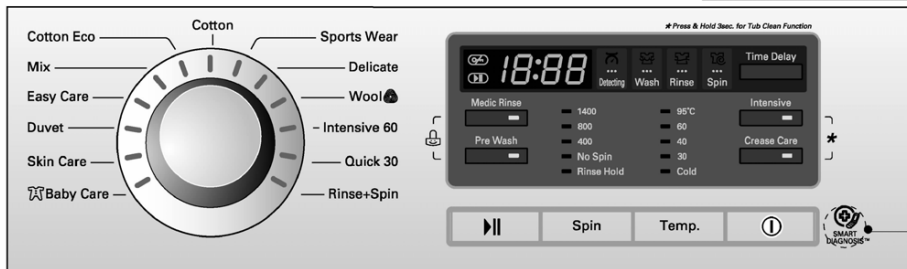 Cotton
Cotton Eco
Sports Wear
Mix
Delicate
Easy Care
Wool
Duvet
Intensive 60
Skin Care
Quick 30
Baby Care
Rinse+Spin
* Press & Hold 3sec. for Tub Clean Function
18:88
Detecting
Wash
Rinse
Spin
Time Delay
Medic Rinse
Pre Wash
1400
800
400
No Spin
Rinse Hold
95°C
60
40
30
Cold
Intensive
Crease Care
*
Spin
Temp.
SMART
DIAGNOSIS™